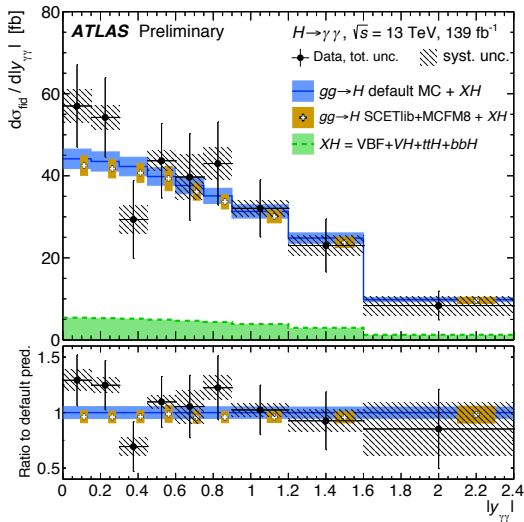 ATLAS Preliminary
H→γγ, √s = 13 TeV, 139 fb⁻¹
Data, tot. unc. syst. unc.
gg→H default MC + XH
gg→H SCETlib+MCFM8 + XH
XH = VBF+VH+ttH+bbH
dσ_fid / d|y_γγ| [fb]
80
60
40
20
0
Ratio to default pred.
1.5
1
0.5
0 0.2 0.4 0.6 0.8 1 1.2 1.4 1.6 1.8 2 2.2 2.4
|y_γγ|